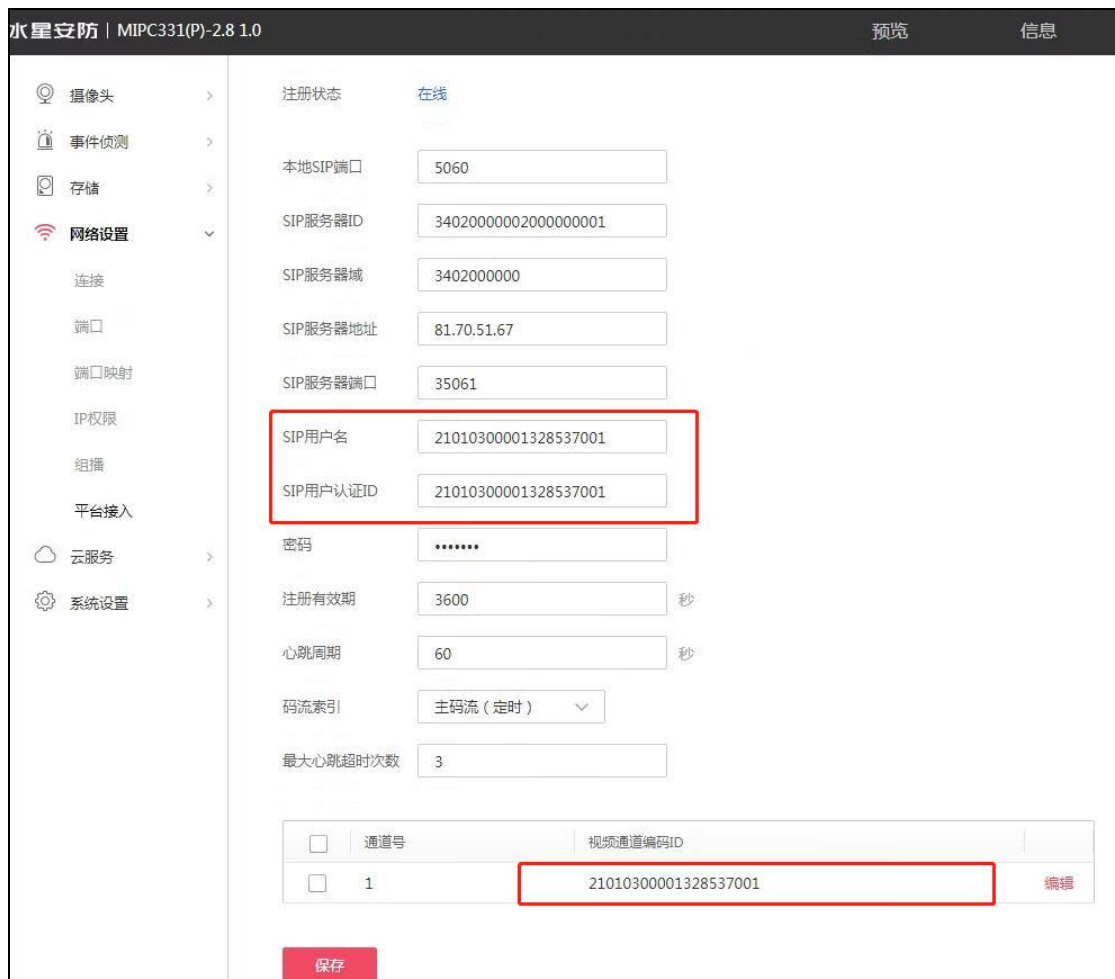 水星安防 | MIPC331(P)-2.8 1.0 预览 信息
摄像头
事件侦测
存储
网络设置
连接
端口
端口映射
IP权限
组播
平台接入
云服务
系统设置
注册状态 在线
本地SIP端口 5060
SIP服务器ID 34020000002000000001
SIP服务器域 3402000000
SIP服务器地址 81.70.51.67
SIP服务器端口 35061
SIP用户名 21010300001328537001
SIP用户认证ID 21010300001328537001
密码 •••••••
注册有效期 3600 秒
心跳周期 60 秒
码流索引 主码流（定时）
最大心跳超时次数 3
通道号 视频通道编码ID
1 21010300001328537001 编辑
保存